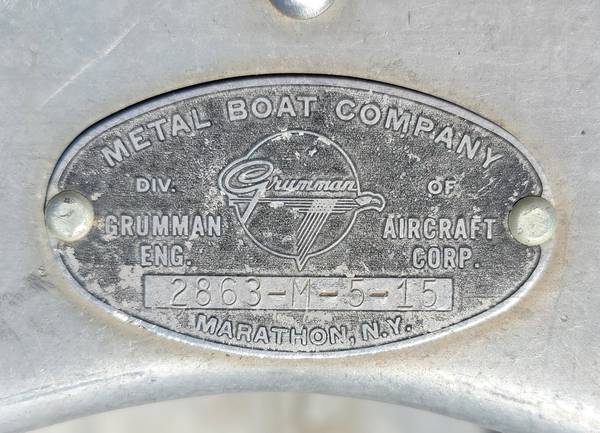 METAL BOAT COMPANY
DIV. OF
Grumman
GRUMMAN AIRCRAFT
ENG. CORP.
2863-M-5-15
MARATHON, N.Y.